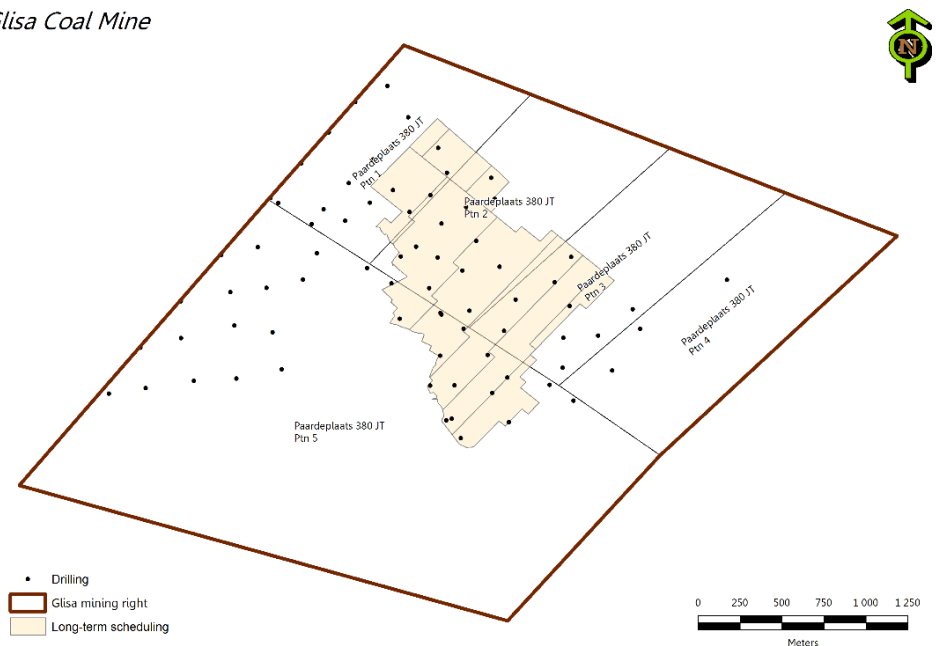 Glisa Coal Mine
N
Paardeplaats 380 JT
Ptn 1
Paardeplaats 380 JT
Ptn 2
Paardeplaats 380 JT
Ptn 3
Paardeplaats 380 JT
Ptn 4
Paardeplaats 380 JT
Ptn 5
Drilling
Glisa mining right
Long-term scheduling
0 250 500 750 1 000 1 250
Meters